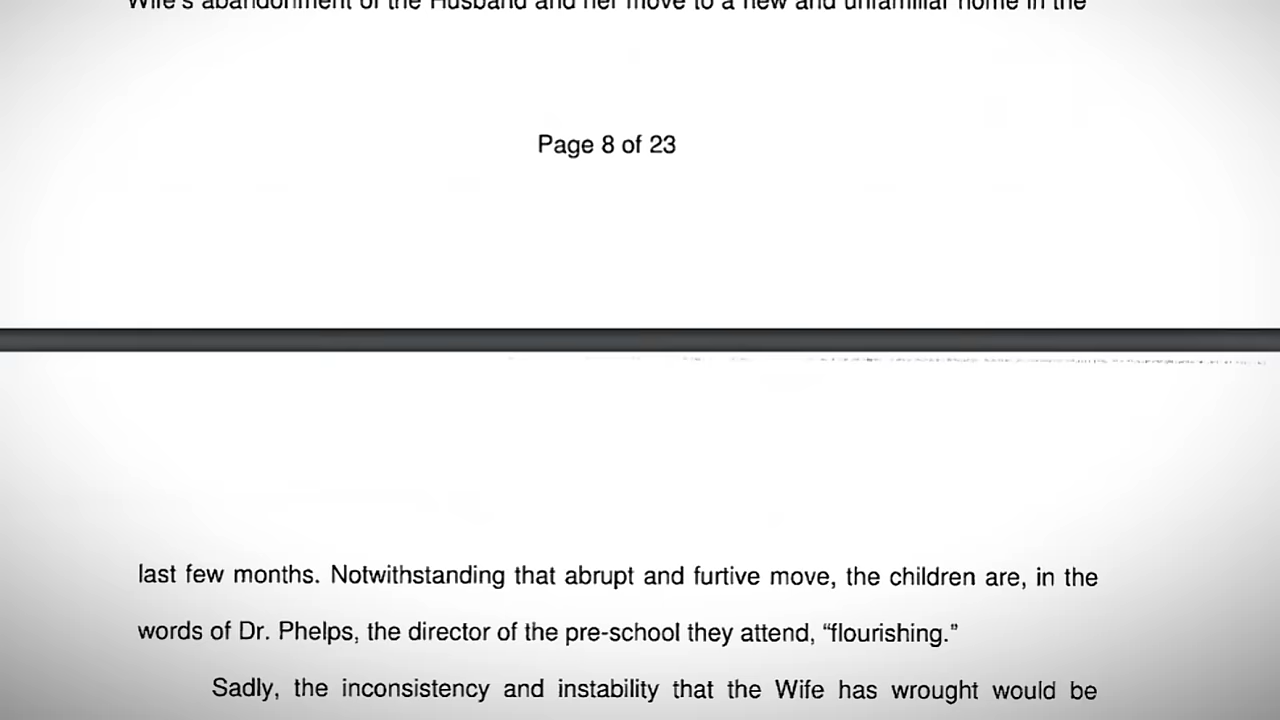 Wife's abandonment of the Husband and her move to a new and unfamiliar home in the
Page 8 of 23
last few months. Notwithstanding that abrupt and furtive move, the children are, in the
words of Dr. Phelps, the director of the pre-school they attend, “flourishing.”
Sadly, the inconsistency and instability that the Wife has wrought would be